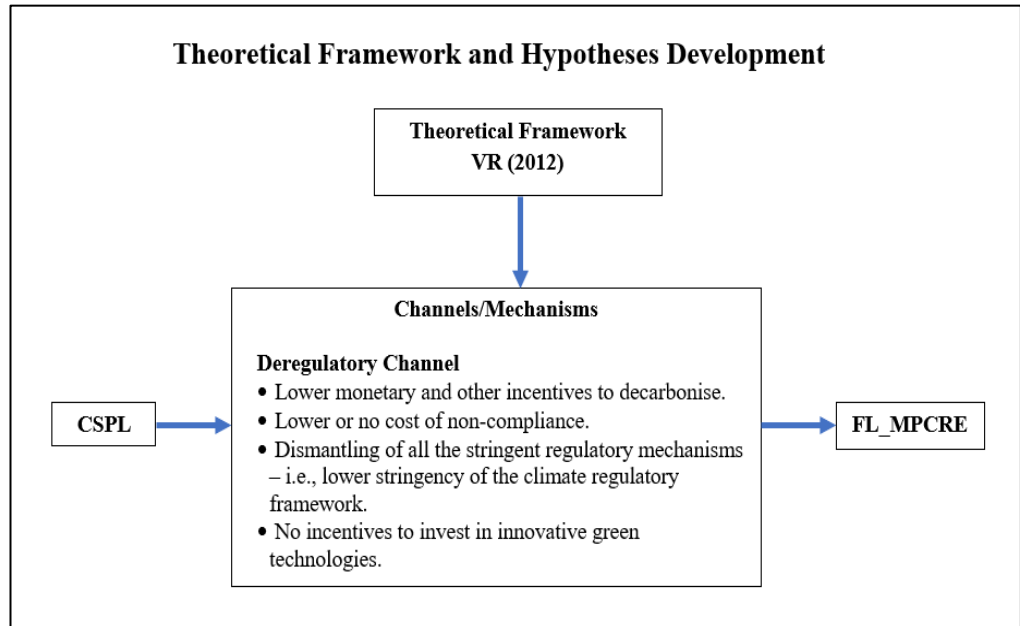 Theoretical Framework and Hypotheses Development
Theoretical Framework
VR (2012)
Channels/Mechanisms
Deregulatory Channel
• Lower monetary and other incentives to decarbonise.
• Lower or no cost of non-compliance.
• Dismantling of all the stringent regulatory mechanisms
– i.e., lower stringency of the climate regulatory
framework.
• No incentives to invest in innovative green
technologies.
CSPL
FL_MPCRE